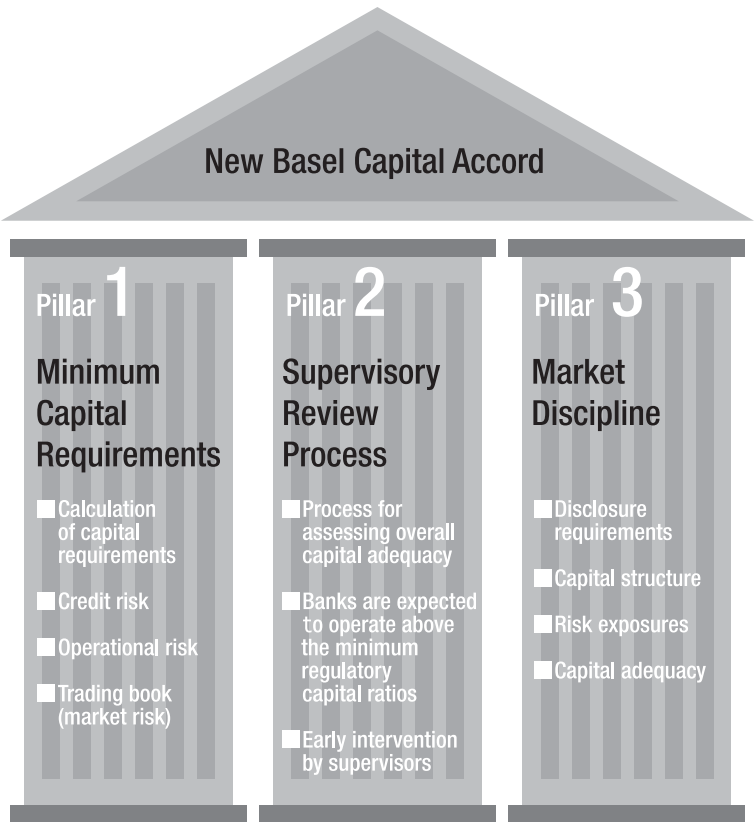 New Basel Capital Accord
Pillar 1
Minimum
Capital
Requirements
Calculation
of capital
requirements
Credit risk
Operational risk
Trading book
(market risk)
Pillar 2
Supervisory
Review
Process
Process for
assessing overall
capital adequacy
Banks are expected
to operate above
the minimum
regulatory
capital ratios
Early intervention
by supervisors
Pillar 3
Market
Discipline
Disclosure
requirements
Capital structure
Risk exposures
Capital adequacy